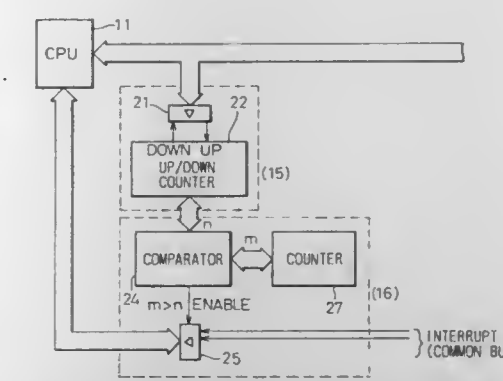 11
CPU
21
22
DOWN UP
UP/DOWN
COUNTER
(15)
n
COMPARATOR
m
COUNTER
24
m>n ENABLE
27
(16)
25
INTERRUPT
(COMMON